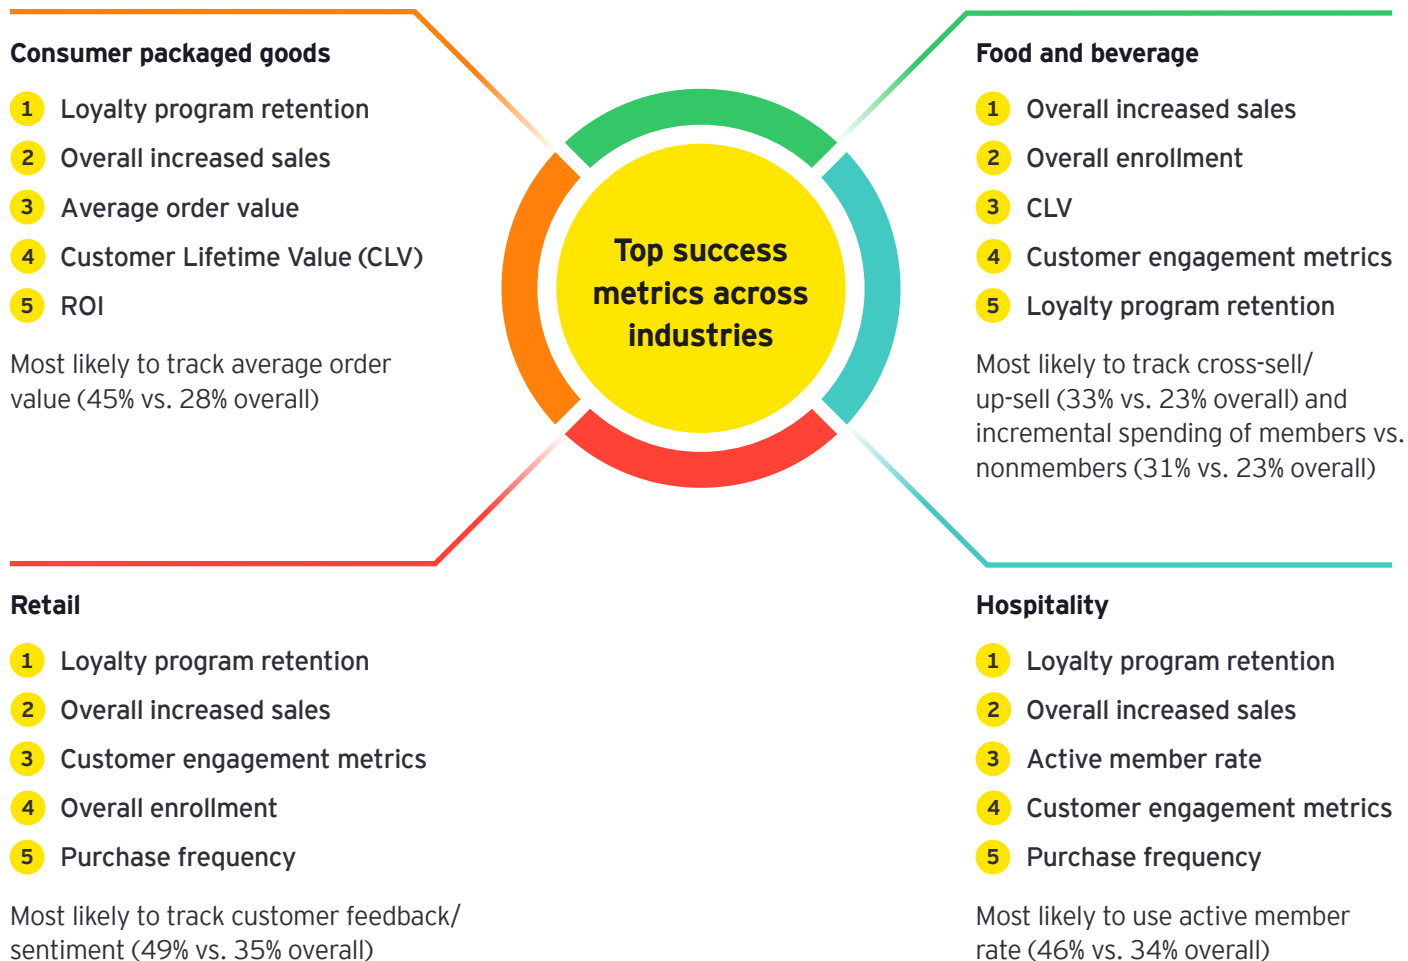 Consumer packaged goods
1 Loyalty program retention
2 Overall increased sales
3 Average order value
4 Customer Lifetime Value (CLV)
5 ROI
Most likely to track average order
value (45% vs. 28% overall)
Top success
metrics across
industries
Food and beverage
1 Overall increased sales
2 Overall enrollment
3 CLV
4 Customer engagement metrics
5 Loyalty program retention
Most likely to track cross-sell/
up-sell (33% vs. 23% overall) and
incremental spending of members vs.
nonmembers (31% vs. 23% overall)
Retail
1 Loyalty program retention
2 Overall increased sales
3 Customer engagement metrics
4 Overall enrollment
5 Purchase frequency
Most likely to track customer feedback/
sentiment (49% vs. 35% overall)
Hospitality
1 Loyalty program retention
2 Overall increased sales
3 Active member rate
4 Customer engagement metrics
5 Purchase frequency
Most likely to use active member
rate (46% vs. 34% overall)